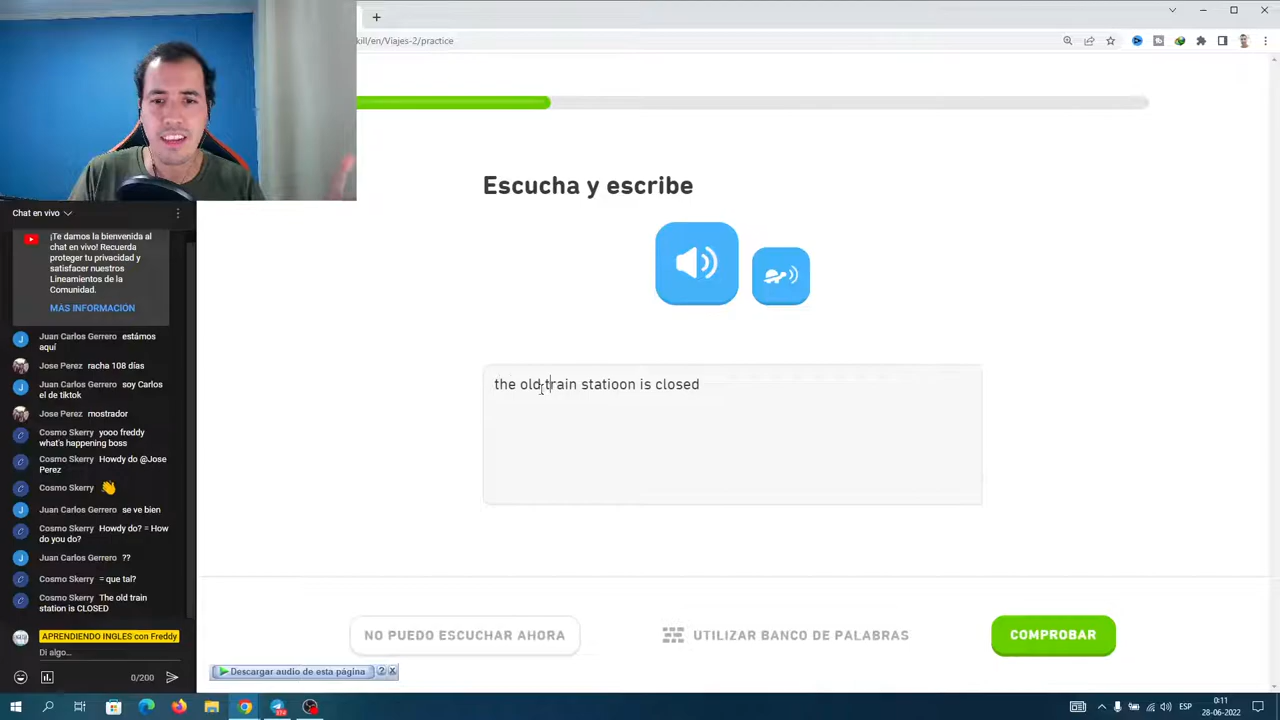 kill/en/Viajes-2/practice
Chat en vivo
¡Te damos la bienvenida al
chat en vivo! Recuerda
proteger tu privacidad y
satisfacer nuestros
Lineamientos de la
Comunidad.
MÁS INFORMACIÓN
Juan Carlos Gerrero estámos
aquí
Jose Perez racha 108 días
Juan Carlos Gerrero soy Carlos
el de tiktok
Jose Perez mostrador
Cosmo Skerry yooo freddy
what's happening boss
Cosmo Skerry Howdy do @Jose
Perez
Cosmo Skerry 👋
Juan Carlos Gerrero se ve bien
Cosmo Skerry Howdy do? = How
do you do?
Juan Carlos Gerrero ??
Cosmo Skerry = que tal?
Cosmo Skerry The old train
station is CLOSED
APRENDIENDO INGLES con Freddy
Di algo...
0/200
Escucha y escribe
the old train statioon is closed
NO PUEDO ESCUCHAR AHORA
UTILIZAR BANCO DE PALABRAS
COMPROBAR
Descargar audio de esta página ? X
ESP
0:11
28-06-2022